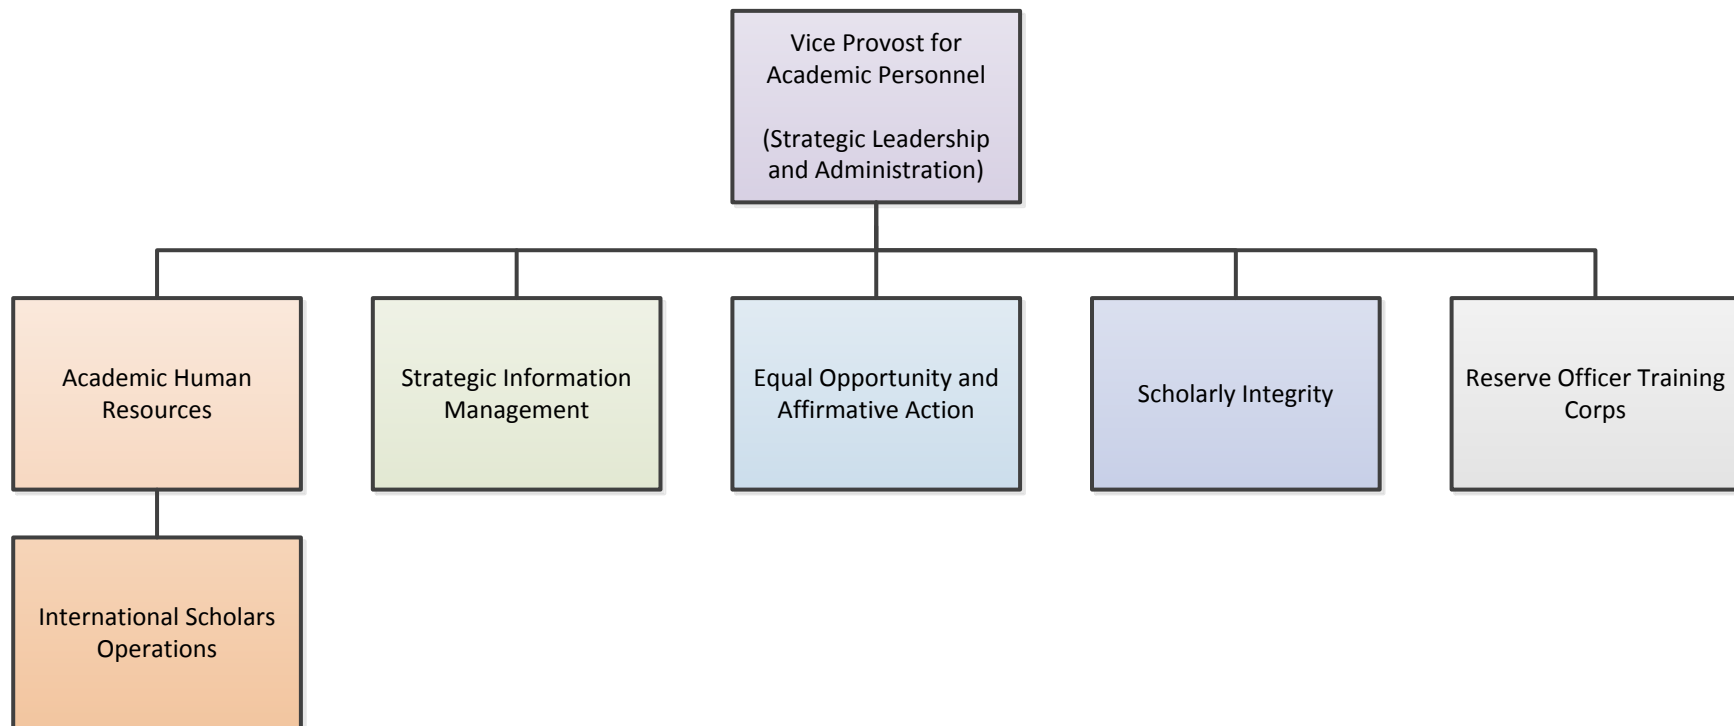 Vice Provost for
Academic Personnel
(Strategic Leadership
and Administration)
Academic Human
Resources
Strategic Information
Management
Equal Opportunity and
Affirmative Action
Scholarly Integrity
Reserve Officer Training
Corps
International Scholars
Operations